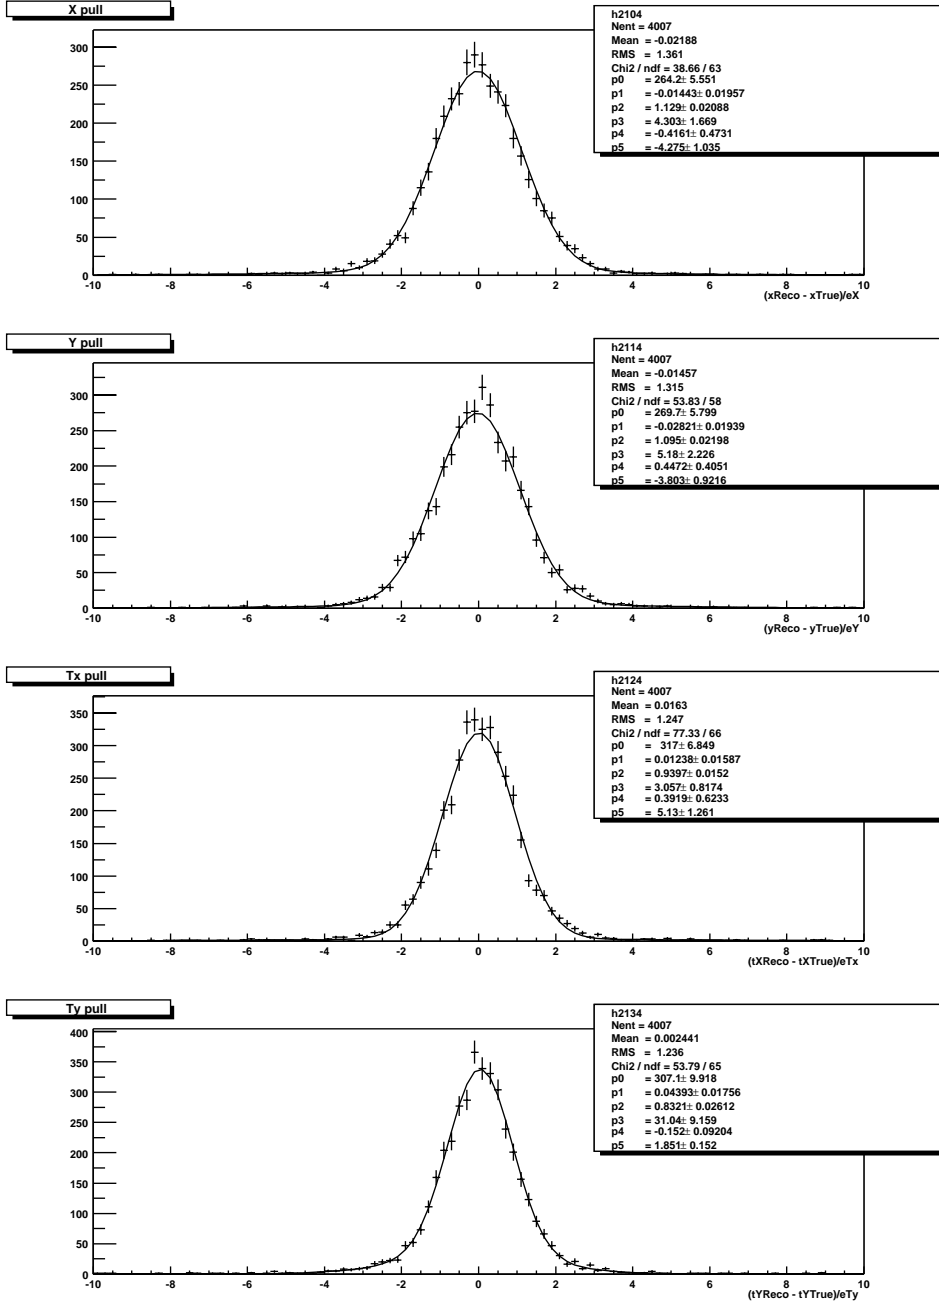 X pull
h2104
Nent = 4007
Mean = -0.02188
RMS = 1.361
Chi2 / ndf = 38.66 / 63
p0 = 264.2± 5.551
p1 = -0.01443± 0.01957
p2 = 1.129± 0.02088
p3 = 4.303± 1.669
p4 = -0.4161± 0.4731
p5 = -4.275± 1.035
300
250
200
150
100
50
0
-10 -8 -6 -4 -2 0 2 4 6 8 10
(xReco - xTrue)/eX
Y pull
h2114
Nent = 4007
Mean = -0.01457
RMS = 1.315
Chi2 / ndf = 53.83 / 58
p0 = 269.7± 5.799
p1 = -0.02821± 0.01939
p2 = 1.095± 0.02198
p3 = 5.18± 2.226
p4 = 0.4472± 0.4051
p5 = -3.803± 0.9216
300
250
200
150
100
50
0
-10 -8 -6 -4 -2 0 2 4 6 8 10
(yReco - yTrue)/eY
Tx pull
h2124
Nent = 4007
Mean = 0.0163
RMS = 1.247
Chi2 / ndf = 77.33 / 66
p0 = 317± 6.849
p1 = 0.01238± 0.01587
p2 = 0.9397± 0.0152
p3 = 3.057± 0.8174
p4 = 0.3919± 0.6233
p5 = 5.13± 1.261
350
300
250
200
150
100
50
0
-10 -8 -6 -4 -2 0 2 4 6 8 10
(tXReco - tXTrue)/eTx
Ty pull
h2134
Nent = 4007
Mean = 0.002441
RMS = 1.236
Chi2 / ndf = 53.79 / 65
p0 = 307.1± 9.918
p1 = 0.04393± 0.01756
p2 = 0.8321± 0.02612
p3 = 31.04± 9.159
p4 = -0.152± 0.09204
p5 = 1.851± 0.152
400
350
300
250
200
150
100
50
0
-10 -8 -6 -4 -2 0 2 4 6 8 10
(tYReco - tYTrue)/eTy